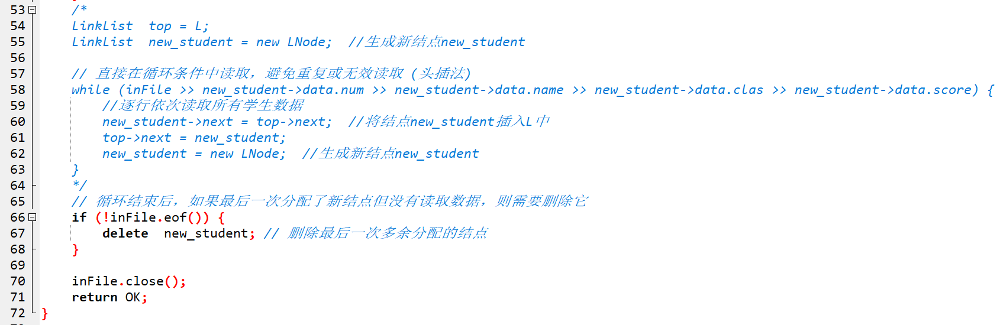 53 /*
54 LinkList  top = L;
55 LinkList  new_student = new LNode;  //生成新结点new_student
56
57 // 直接在循环条件中读取，避免重复或无效读取 (头插法)
58 while (inFile >> new_student->data.num >> new_student->data.name >> new_student->data.clas >> new_student->data.score) {
59 //逐行依次读取所有学生数据
60 new_student->next = top->next;  //将结点new_student插入L中
61 top->next = new_student;
62 new_student = new LNode;  //生成新结点new_student
63 }
64 */
65 // 循环结束后，如果最后一次分配了新结点但没有读取数据，则需要删除它
66 if (!inFile.eof()) {
67 delete  new_student; // 删除最后一次多余分配的结点
68 }
69
70 inFile.close();
71 return OK;
72 }